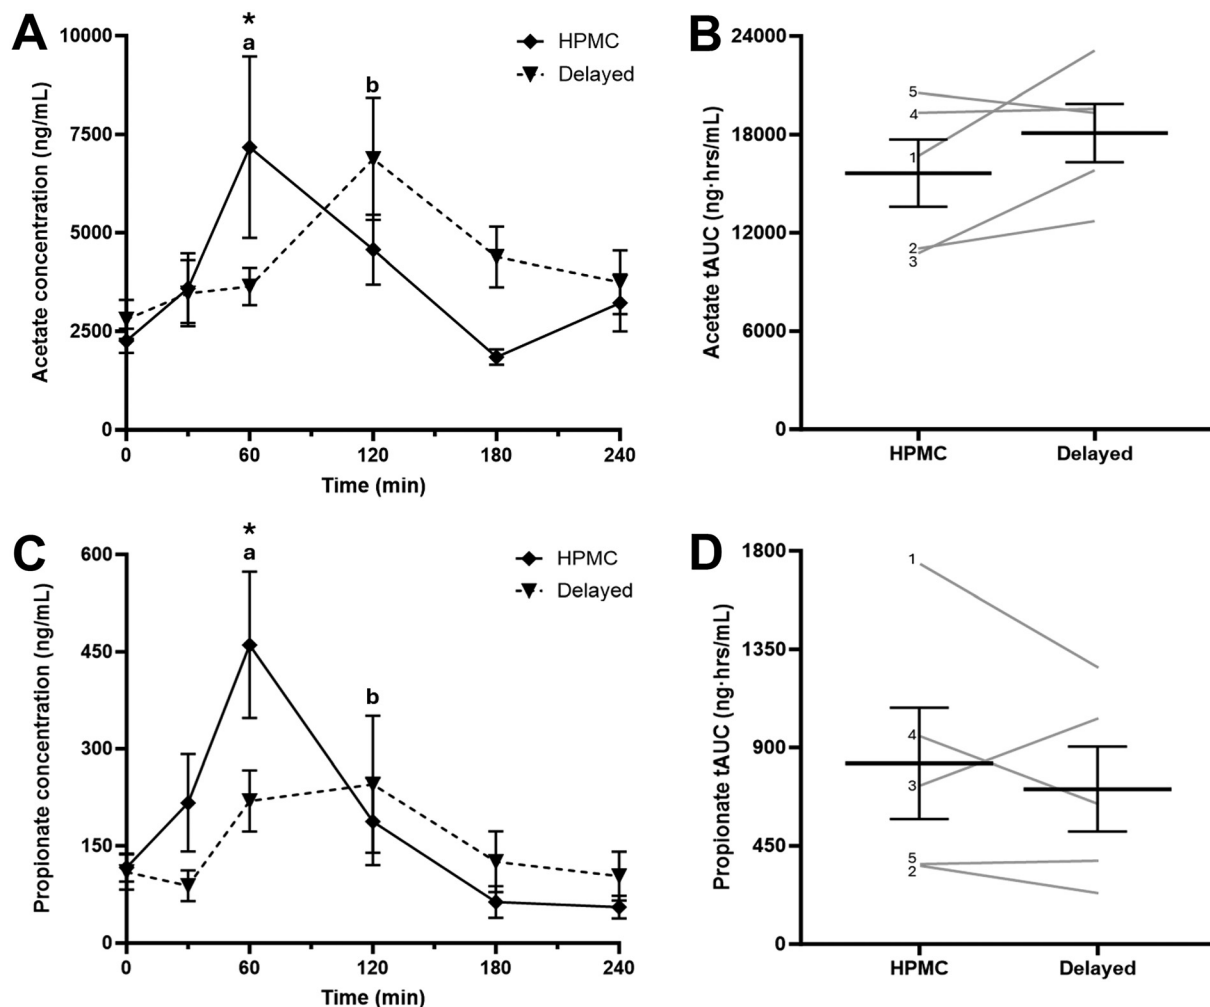 A
Acetate concentration (ng/mL)
10000
7500
5000
2500
0
*
a
b
HPMC
Delayed
0 60 120 180 240
Time (min)
B
Acetate tAUC (ng·hrs/mL)
24000
18000
12000
6000
0
5
4
1
2
3
HPMC Delayed
C
Propionate concentration (ng/mL)
600
450
300
150
0
*
a
b
HPMC
Delayed
0 60 120 180 240
Time (min)
D
Propionate tAUC (ng·hrs/mL)
1800
1350
900
450
0
1
4
3
5
2
HPMC Delayed